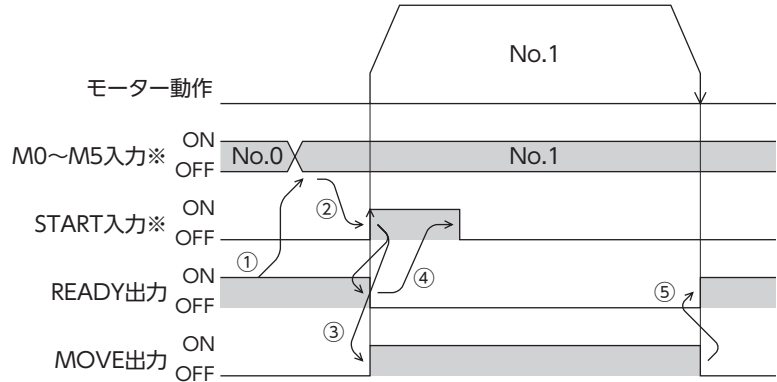 No.1
モーター動作
M0～M5入力※ ON OFF No.0 No.1
START入力※ ON OFF ②
① ④
READY出力 ON OFF ⑤
③
MOVE出力 ON OFF